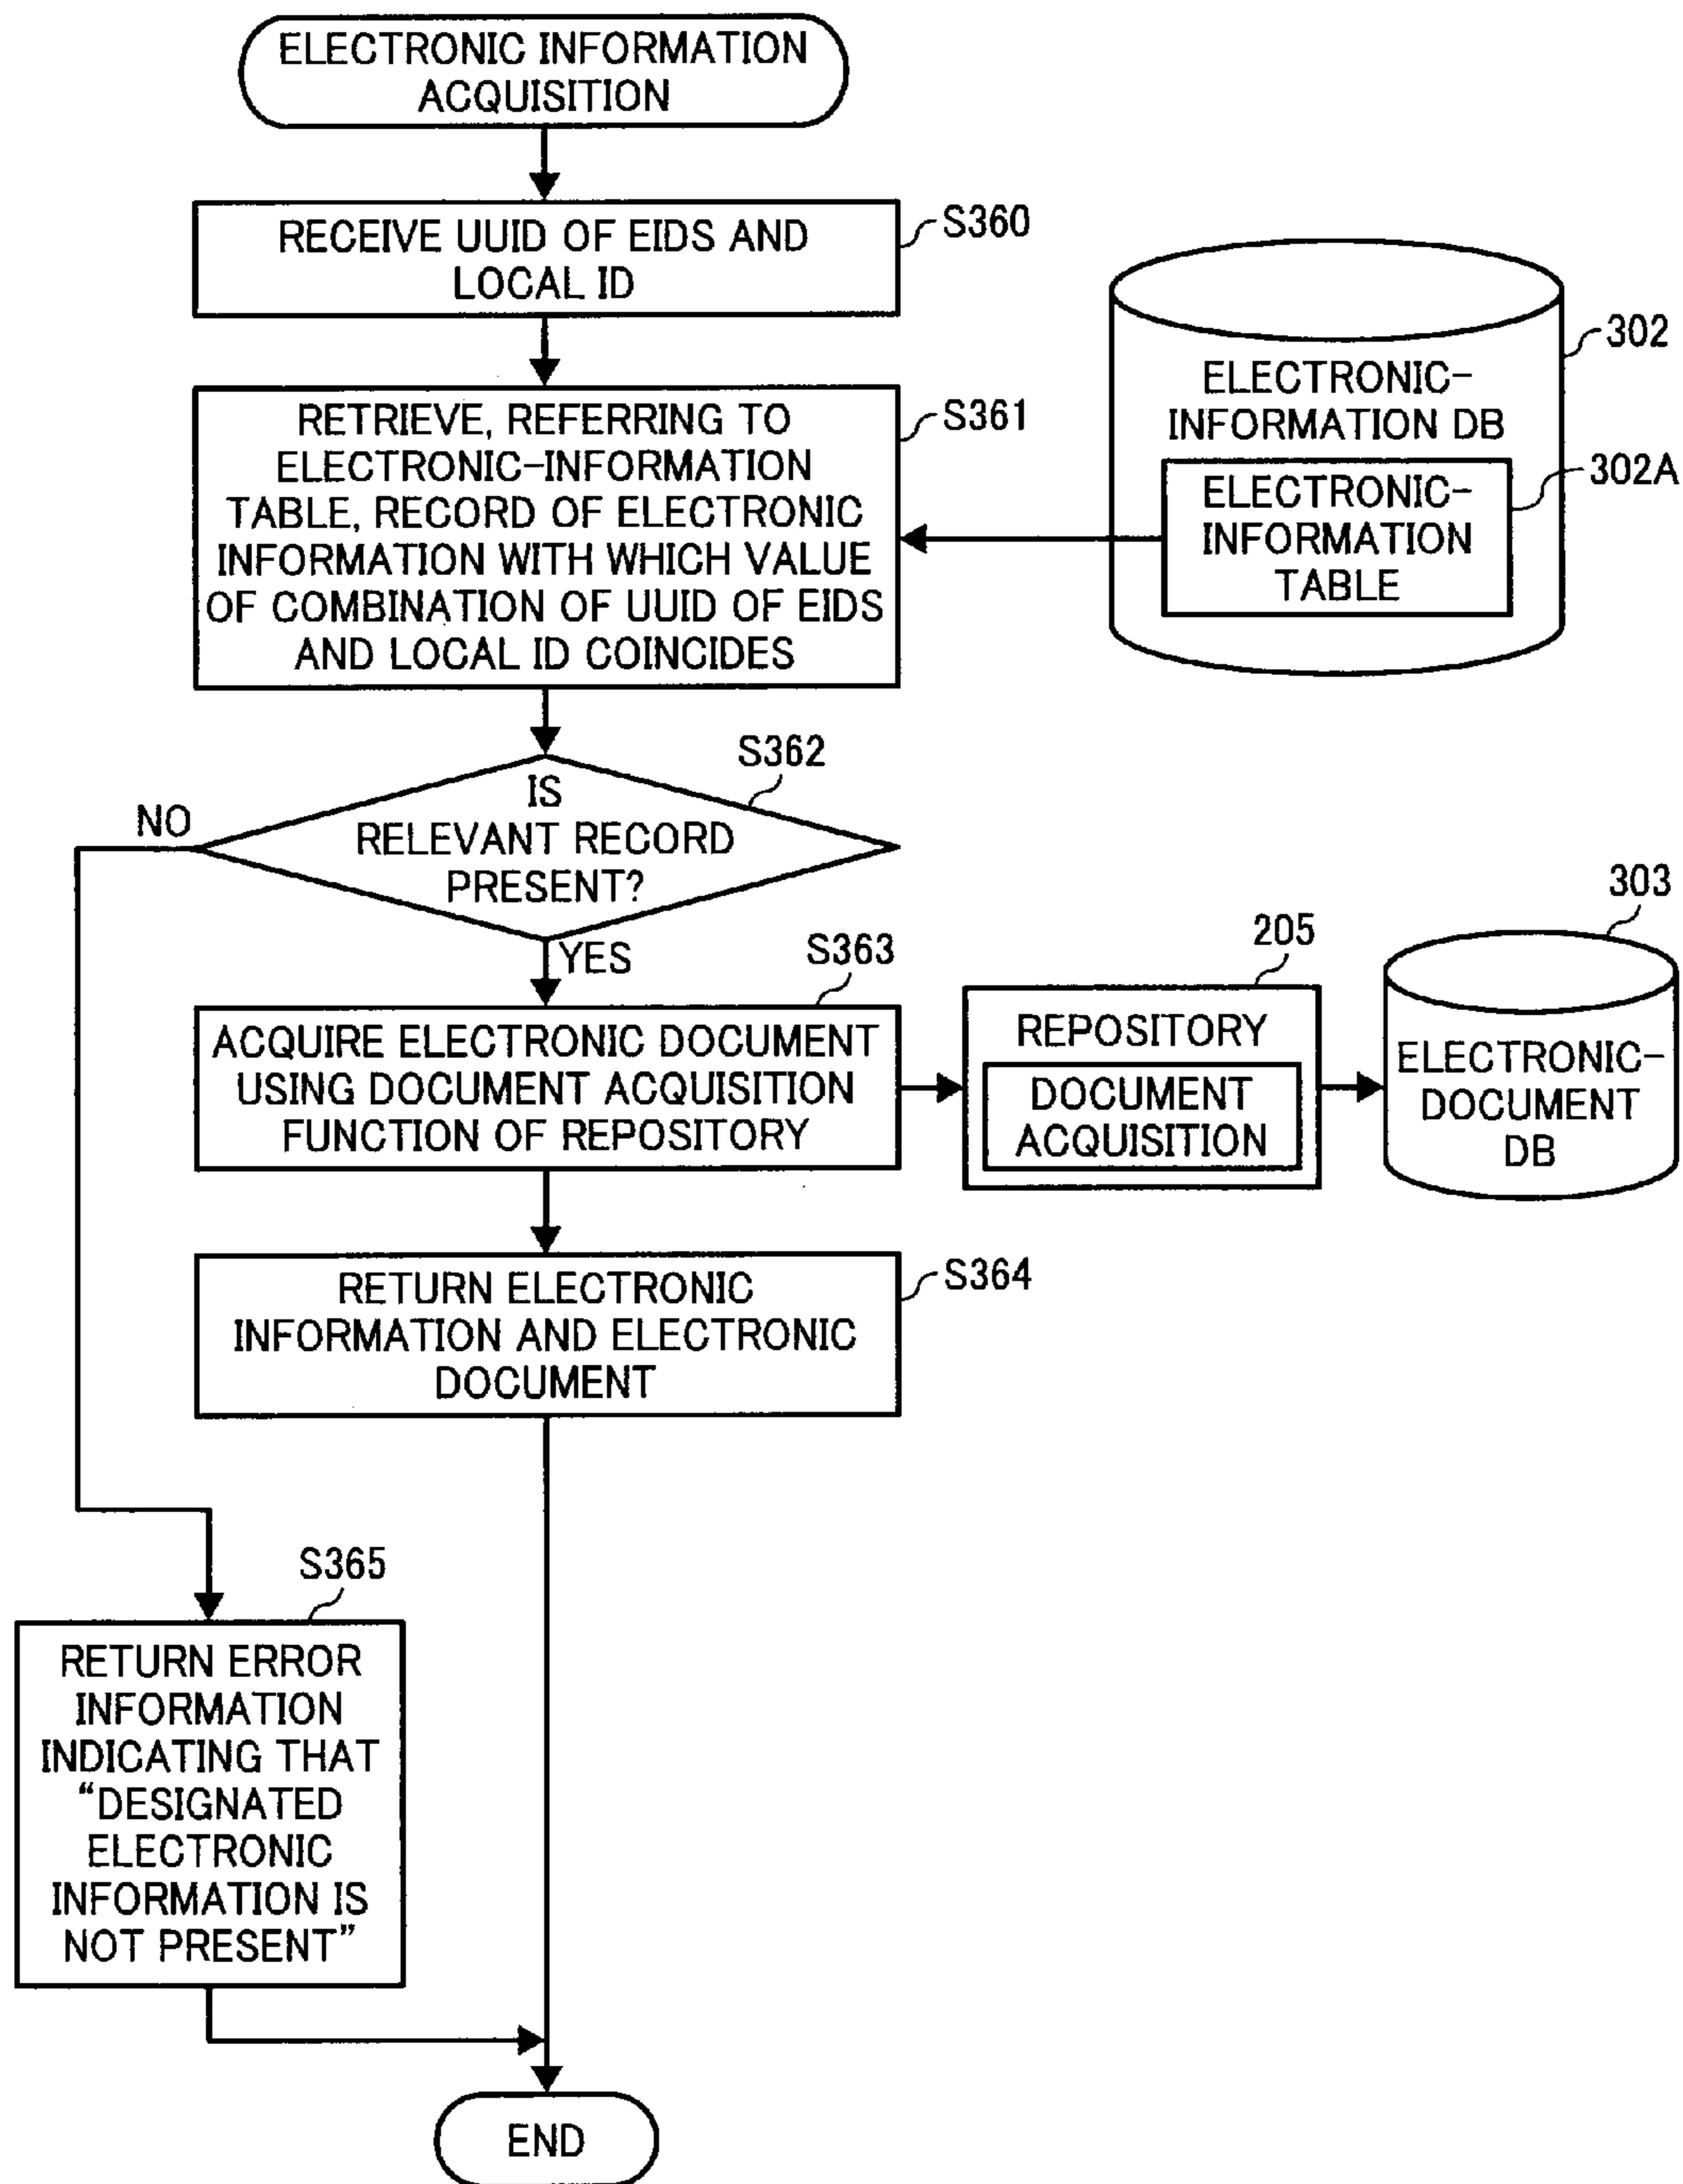 ELECTRONIC INFORMATION
ACQUISITION
RECEIVE UUID OF EIDS AND
LOCAL ID
S360
RETRIEVE, REFERRING TO
ELECTRONIC-INFORMATION
TABLE, RECORD OF ELECTRONIC
INFORMATION WITH WHICH VALUE
OF COMBINATION OF UUID OF EIDS
AND LOCAL ID COINCIDES
S361
ELECTRONIC-
INFORMATION DB
302
ELECTRONIC-
INFORMATION
TABLE
302A
IS
RELEVANT RECORD
PRESENT?
S362
NO
YES
ACQUIRE ELECTRONIC DOCUMENT
USING DOCUMENT ACQUISITION
FUNCTION OF REPOSITORY
S363
REPOSITORY
DOCUMENT
ACQUISITION
205
ELECTRONIC-
DOCUMENT
DB
303
RETURN ELECTRONIC
INFORMATION AND ELECTRONIC
DOCUMENT
S364
S365
RETURN ERROR
INFORMATION
INDICATING THAT
“DESIGNATED
ELECTRONIC
INFORMATION IS
NOT PRESENT”
END